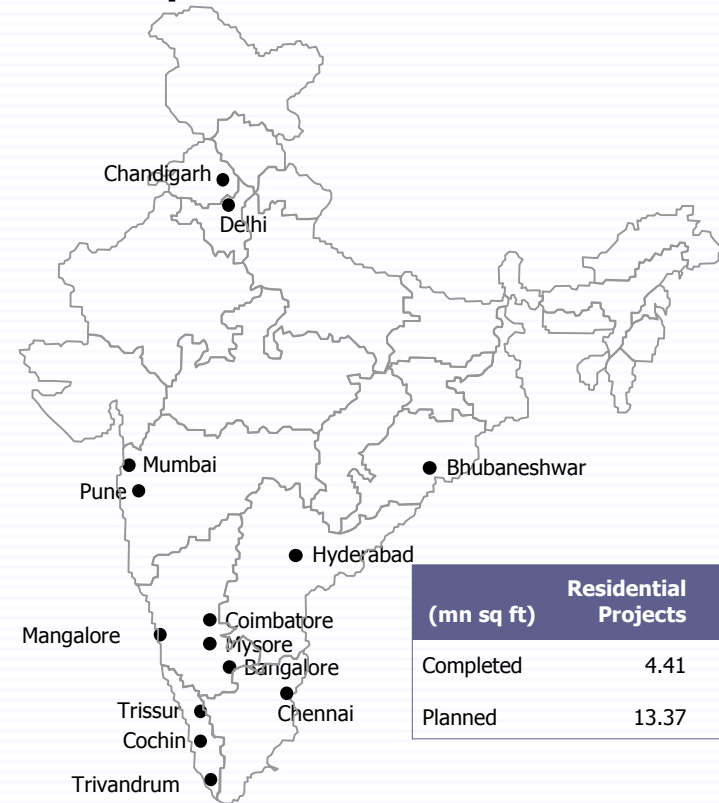 Chandigarh
Delhi
Mumbai
Pune
Bhubaneshwar
Hyderabad
Coimbatore
Mangalore
Mysore
Bangalore
Trissur
Chennai
Cochin
Trivandrum
(mn sq ft) Residential Projects
Completed 4.41
Planned 13.37